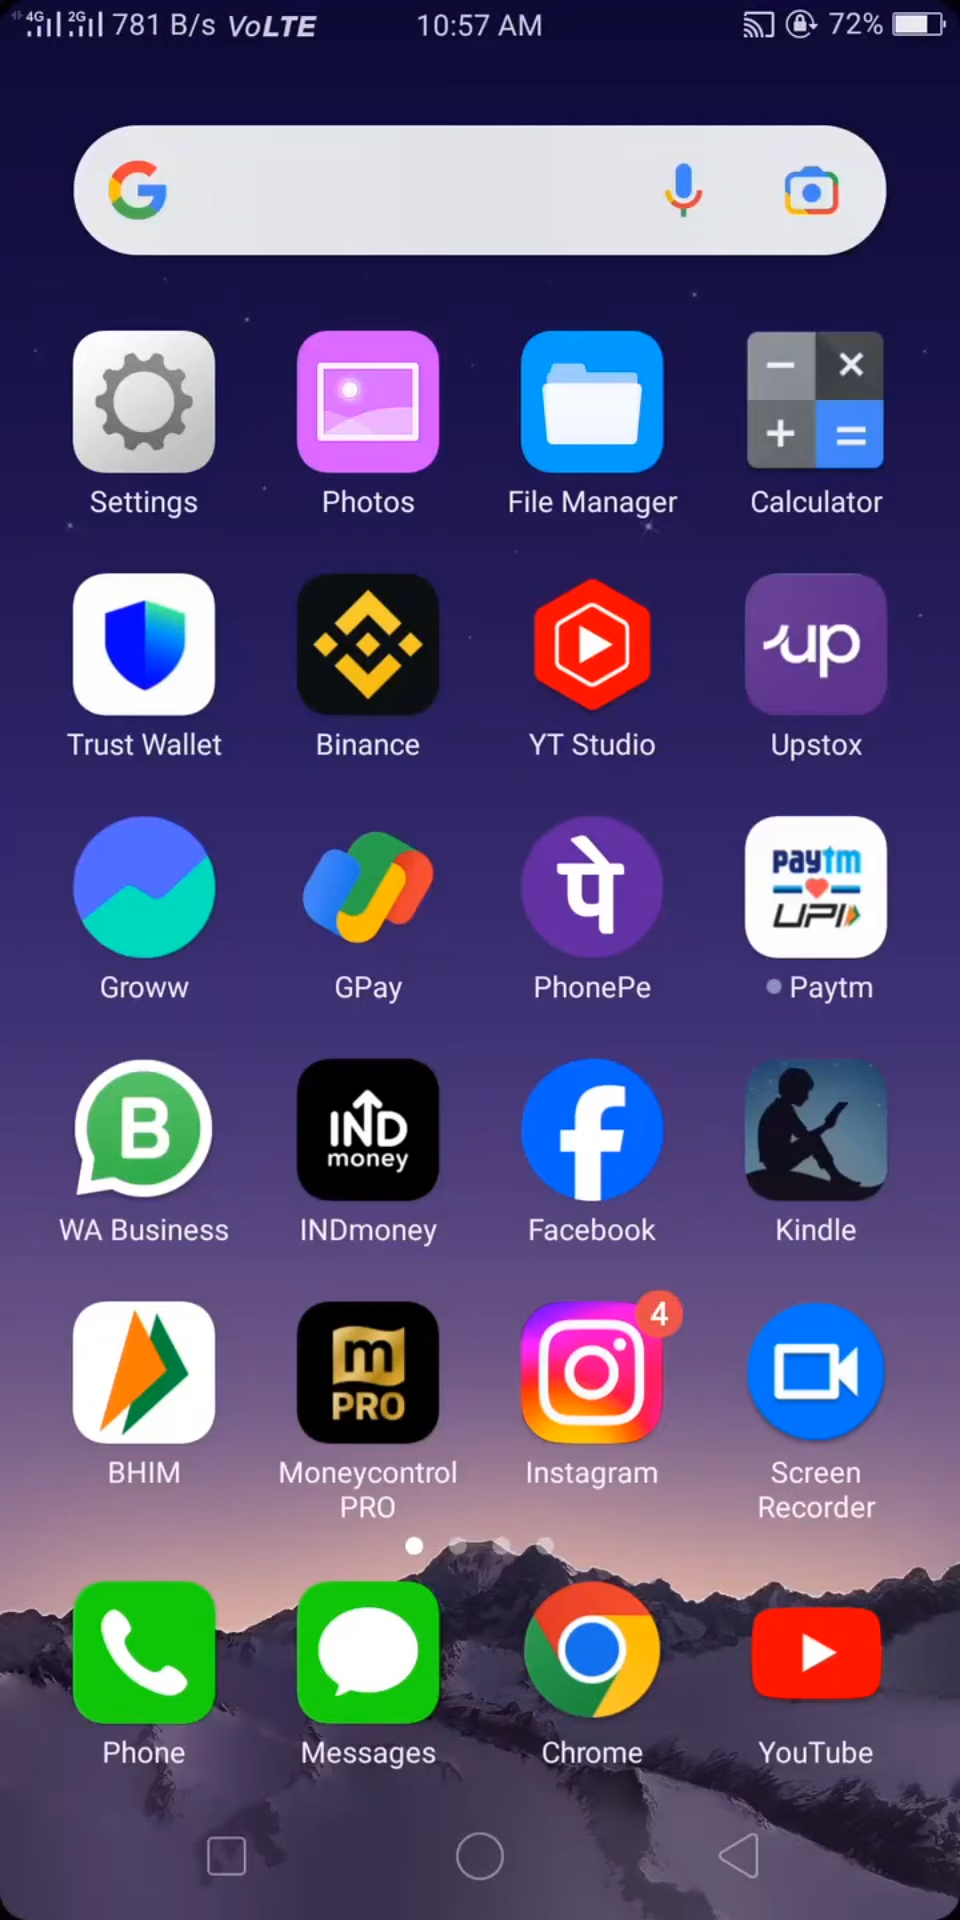 4G 2G 781 B/s VoLTE 10:57 AM 72%
G
Settings Photos File Manager Calculator
up
Trust Wallet Binance YT Studio Upstox
पे paytm
UPI
Groww GPay PhonePe Paytm
B IND
money f
WA Business INDmoney Facebook Kindle
m
PRO 4
BHIM Moneycontrol
PRO Instagram Screen
Recorder
Phone Messages Chrome YouTube